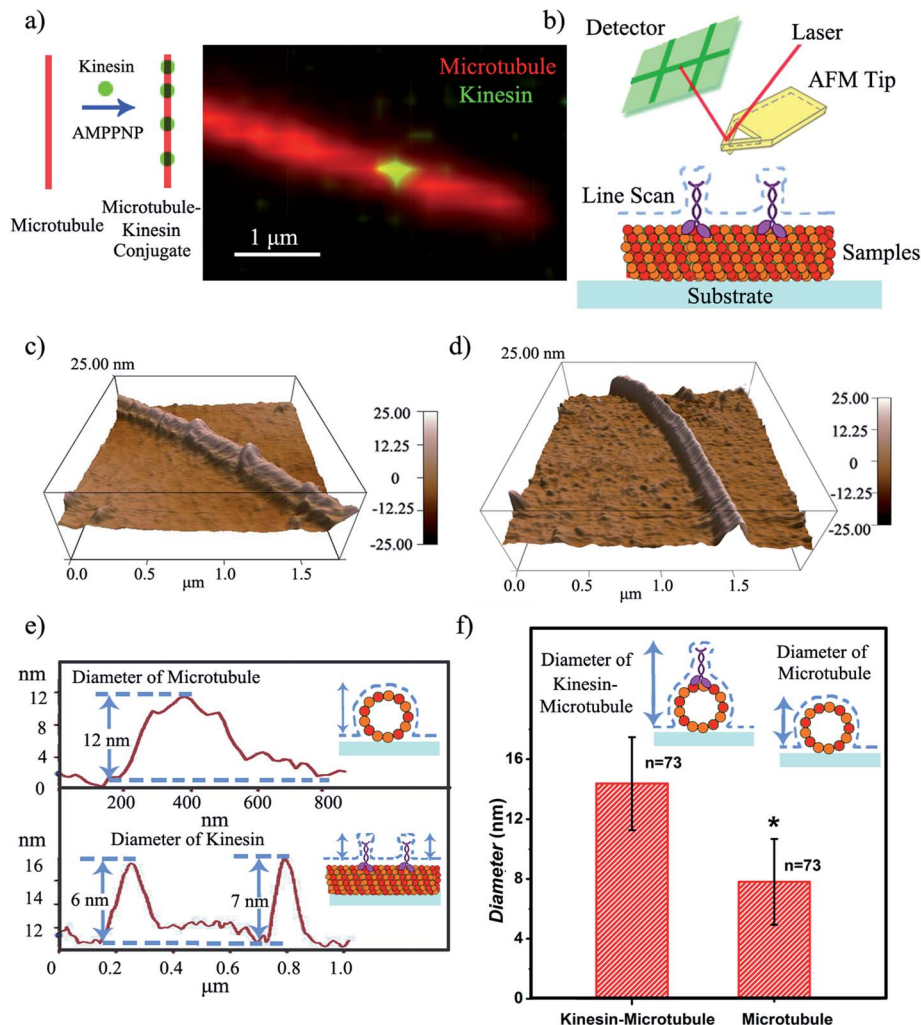 a)
Kinesin
AMPPNP
Microtubule
Microtubule-
Kinesin
Conjugate
Microtubule
Kinesin
1 μm
b)
Detector
Laser
AFM Tip
Line Scan
Samples
Substrate
c)
25.00 nm
25.00
12.25
0
-12.25
-25.00
0.0
0.5
1.0
1.5
μm
d)
25.00 nm
25.00
12.25
0
-12.25
-25.00
0.0
0.5
1.0
1.5
μm
e)
nm
Diameter of Microtubule
12
8
4
0
12 nm
200
400
600
800
nm
nm
Diameter of Kinesin
16
14
12
6 nm
7 nm
0
0.2
0.4
0.6
0.8
1.0
μm
f)
Diameter of
Kinesin-
Microtubule
Diameter of
Microtubule
n=73
*
n=73
Diameter (nm)
16
12
8
4
0
Kinesin-Microtubule
Microtubule